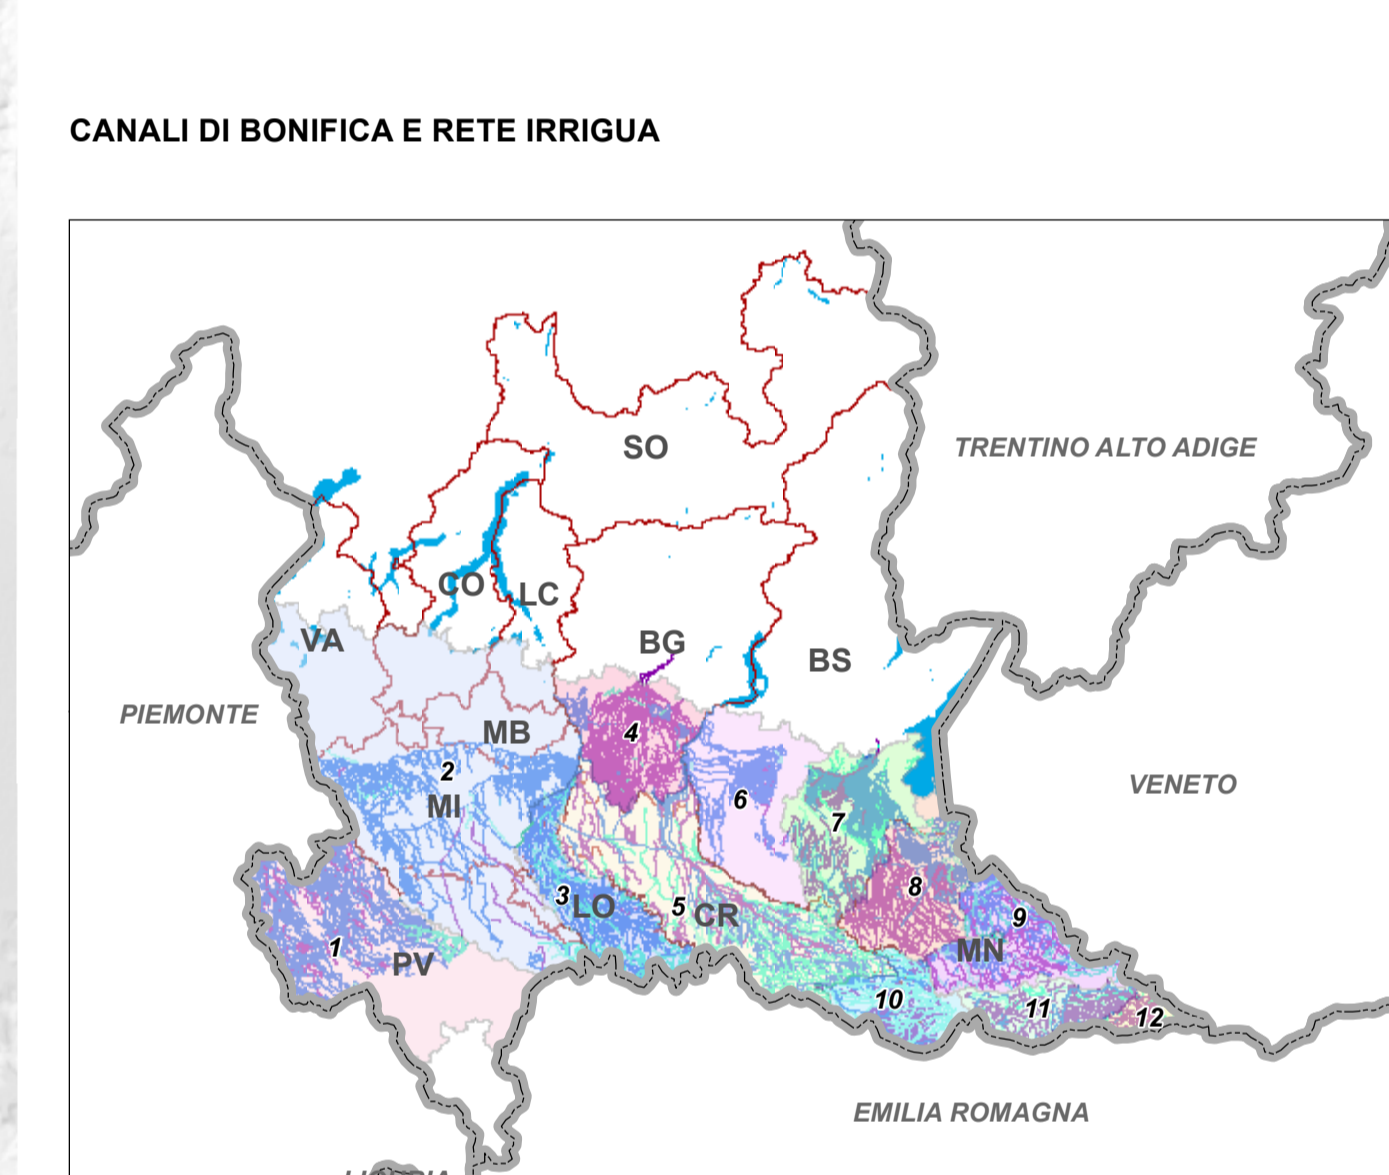 CANALI DI BONIFICA E RETE IRRIGUA
SO
TRENTINO ALTO ADIGE
CO
LC
VA
BG
BS
PIEMONTE
MB
4
2
6
VENETO
MI
7
8
3
LO
5
CR
9
1
PV
MN
10
11
12
EMILIA ROMAGNA